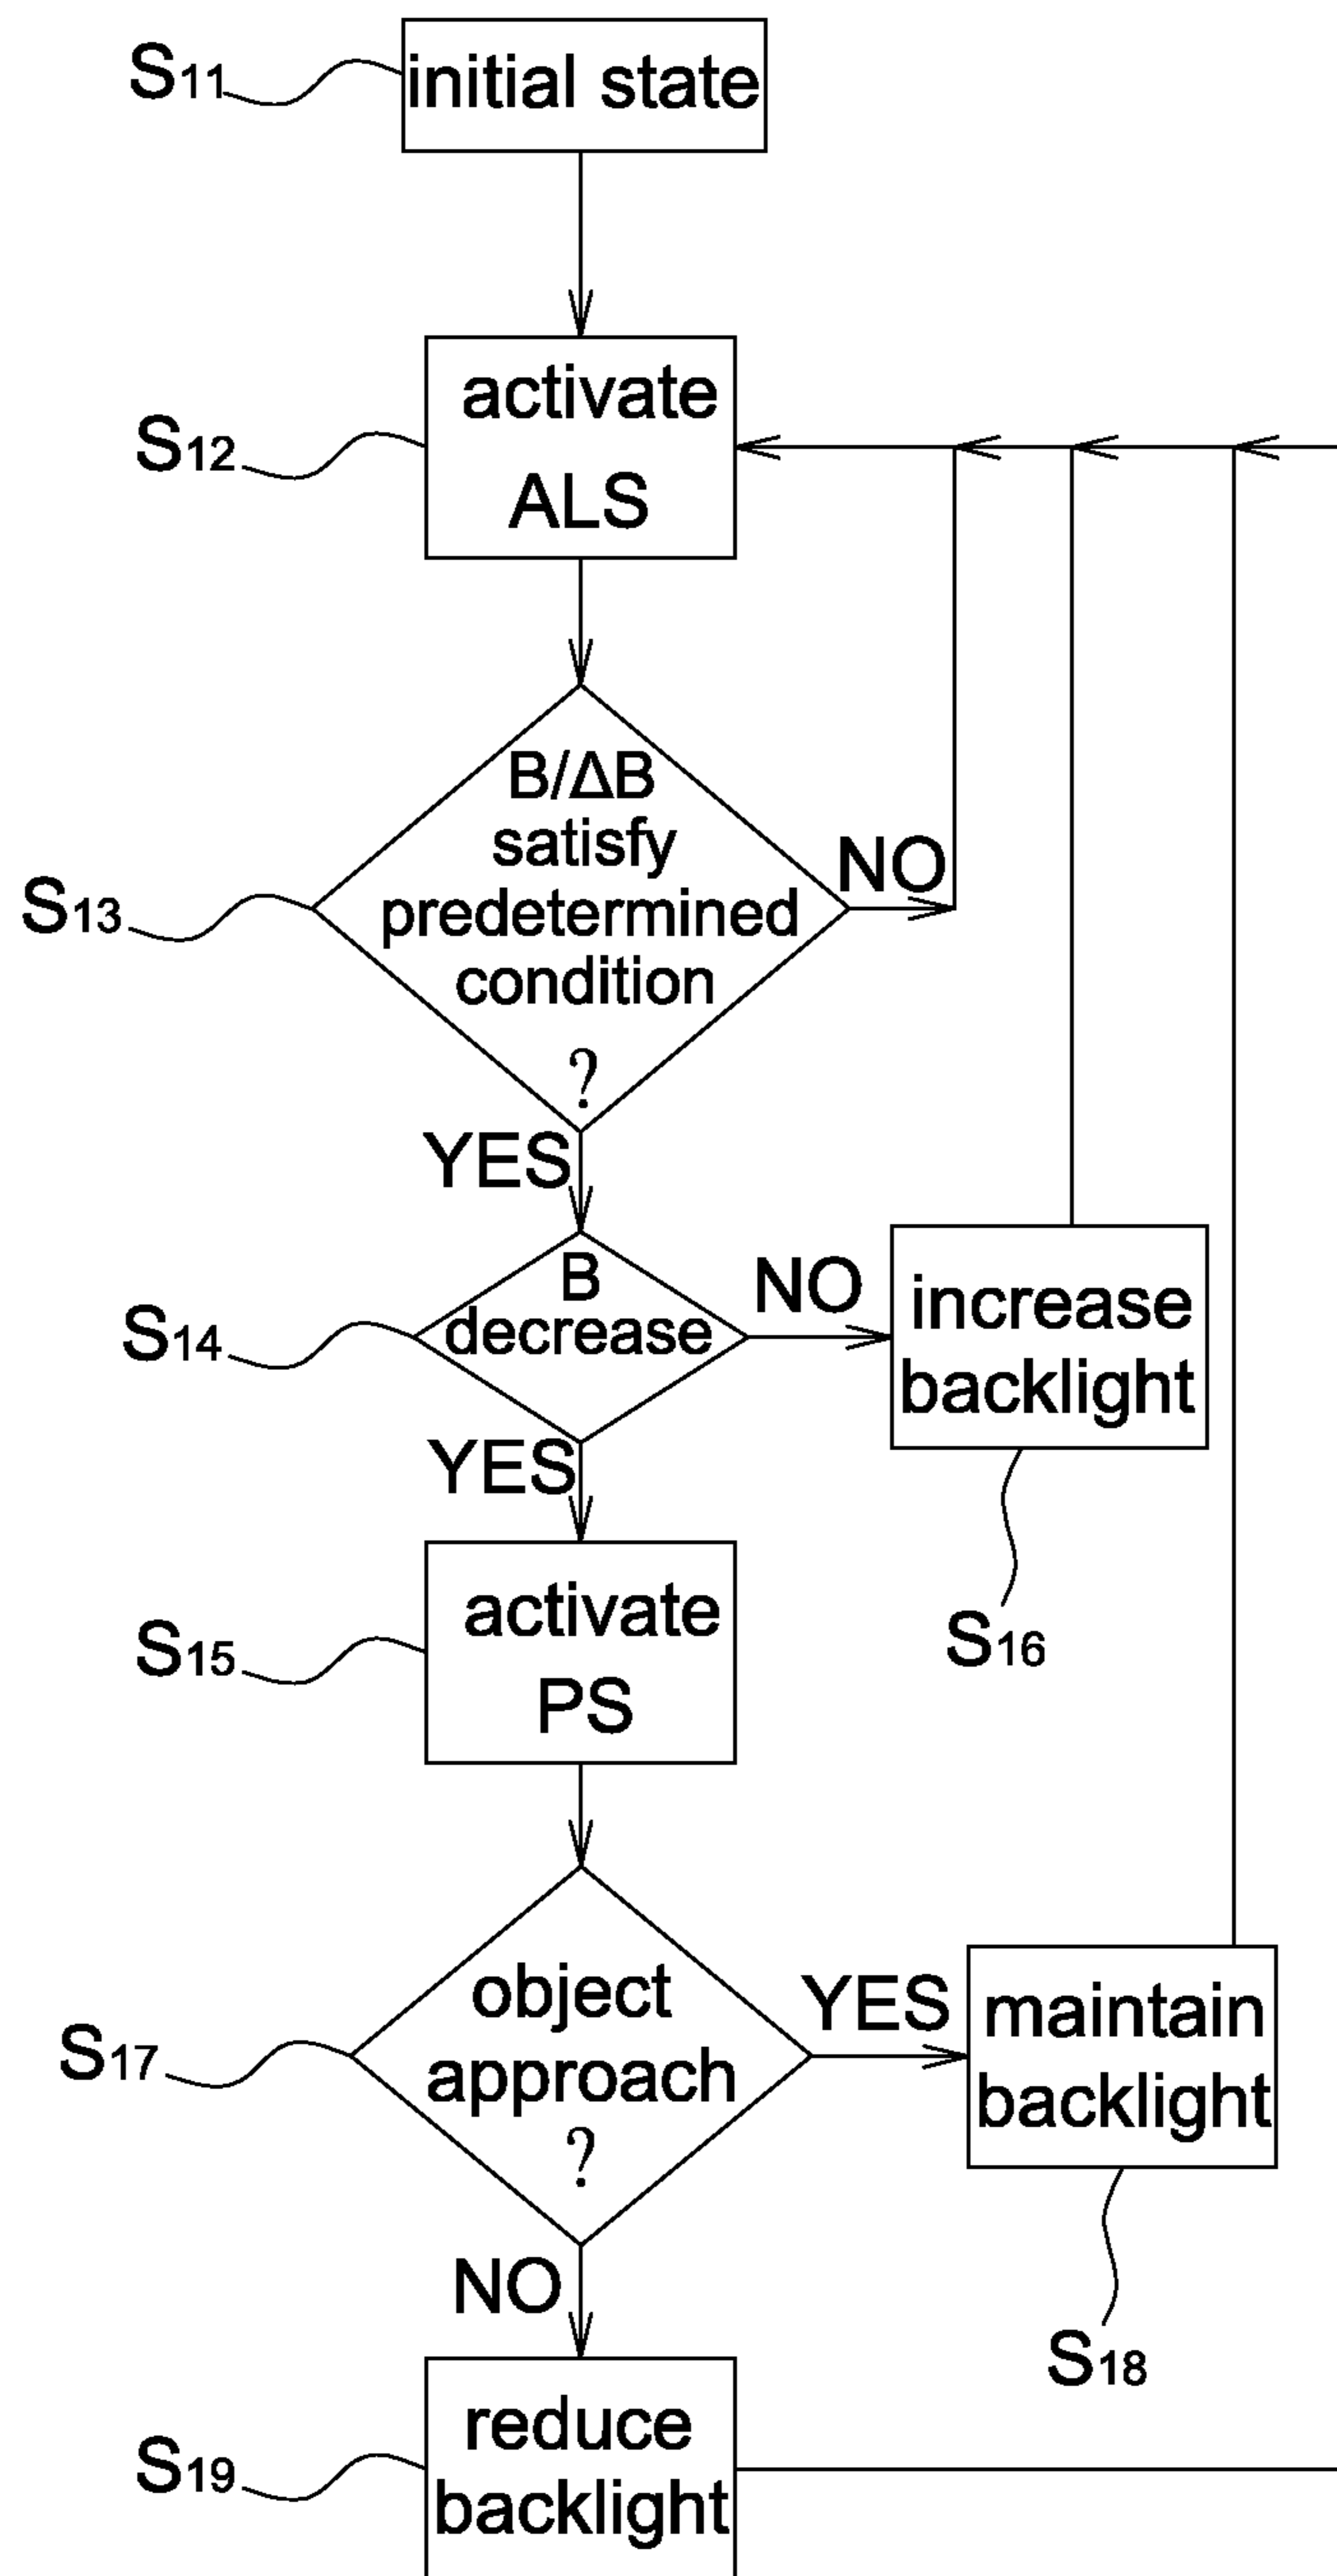 S11
initial state
activate
S12
ALS
B/ΔB
satisfy
NO
S13
predetermined
condition
?
YES
B
NO
S14
decrease
increase
backlight
YES
activate
S15
PS
S16
object
YES
maintain
S17
approach
backlight
?
NO
S18
reduce
S19
backlight